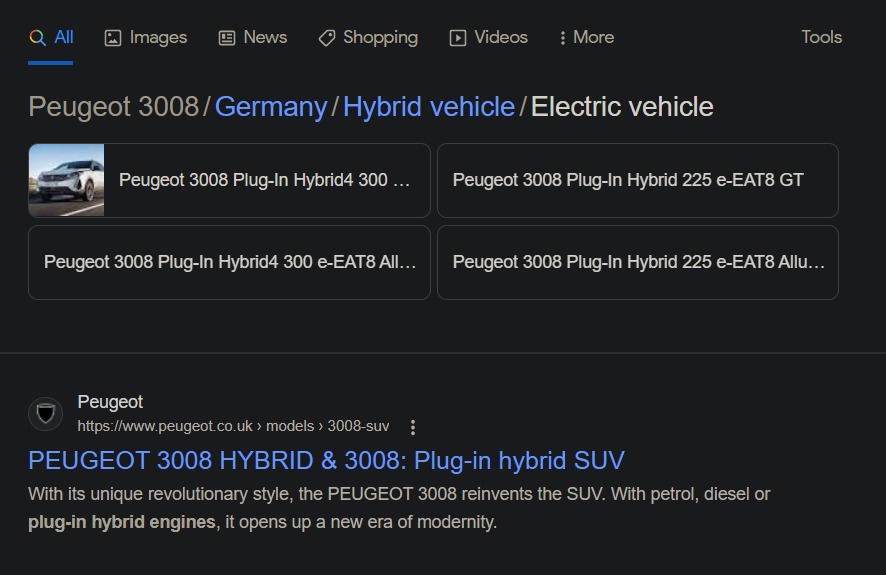 All Images News Shopping Videos More Tools
Peugeot 3008/Germany/Hybrid vehicle/Electric vehicle
Peugeot 3008 Plug-In Hybrid4 300 …
Peugeot 3008 Plug-In Hybrid 225 e-EAT8 GT
Peugeot 3008 Plug-In Hybrid4 300 e-EAT8 All…
Peugeot 3008 Plug-In Hybrid 225 e-EAT8 Allu…
Peugeot
https://www.peugeot.co.uk › models › 3008-suv
PEUGEOT 3008 HYBRID & 3008: Plug-in hybrid SUV
With its unique revolutionary style, the PEUGEOT 3008 reinvents the SUV. With petrol, diesel or
plug-in hybrid engines, it opens up a new era of modernity.